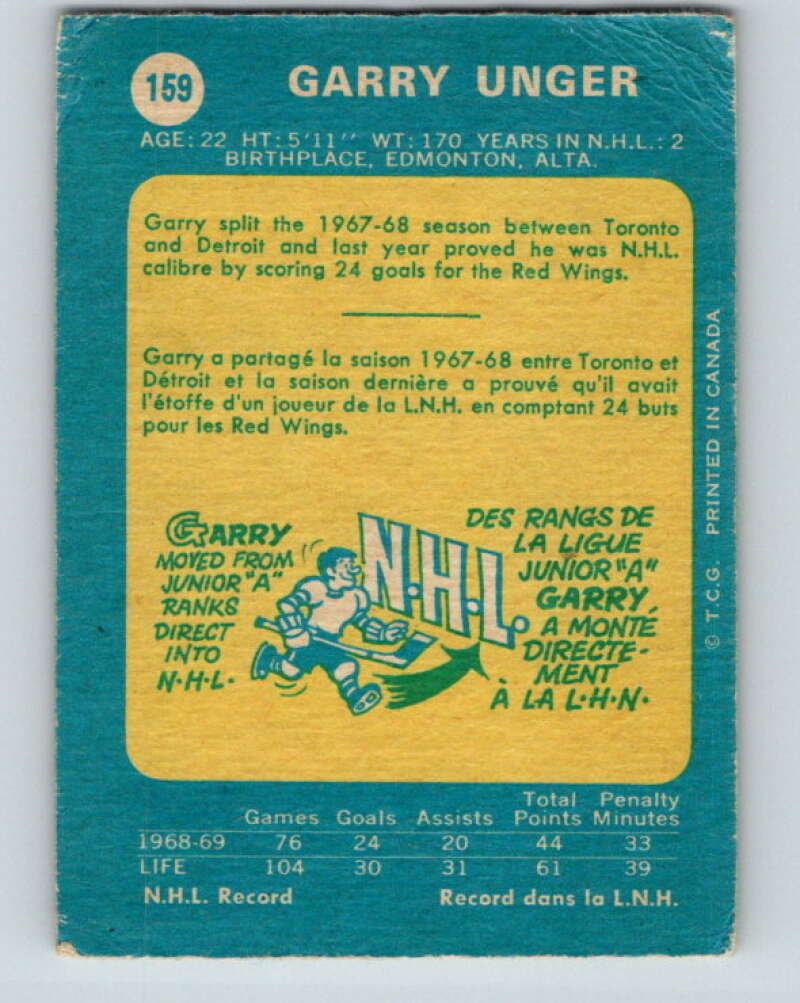 159
GARRY UNGER
AGE: 22 HT: 5'11" WT: 170 YEARS IN N.H.L.: 2
BIRTHPLACE, EDMONTON, ALTA.
Garry split the 1967-68 season between Toronto
and Detroit and last year proved he was N.H.L.
calibre by scoring 24 goals for the Red Wings.
Garry a partagé la saison 1967-68 entre Toronto et
Détroit et la saison dernière a prouvé qu'il avait
l'étoffe d'un joueur de la L.N.H. en comptant 24 buts
pour les Red Wings.
GARRY
MOVED FROM
JUNIOR "A"
RANKS
DIRECT
INTO
N·H·L·
N·H·L·
DES RANGS DE
LA LIGUE
JUNIOR "A"
GARRY,
A MONTÉ
DIRECTE-
MENT
À LA L·H·N·
© T.C.G. PRINTED IN CANADA
Total Penalty
Games Goals Assists Points Minutes
1968-69 76 24 20 44 33
LIFE 104 30 31 61 39
N.H.L. Record Record dans la L.N.H.